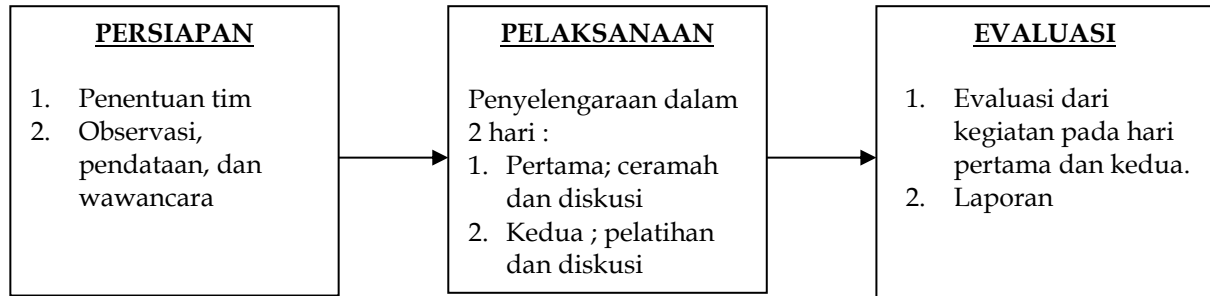 PERSIAPAN
1. Penentuan tim
2. Observasi,
pendataan, dan
wawancara
PELAKSANAAN
Penyelengaraan dalam
2 hari :
1. Pertama; ceramah
dan diskusi
2. Kedua ; pelatihan
dan diskusi
EVALUASI
1. Evaluasi dari
kegiatan pada hari
pertama dan kedua.
2. Laporan